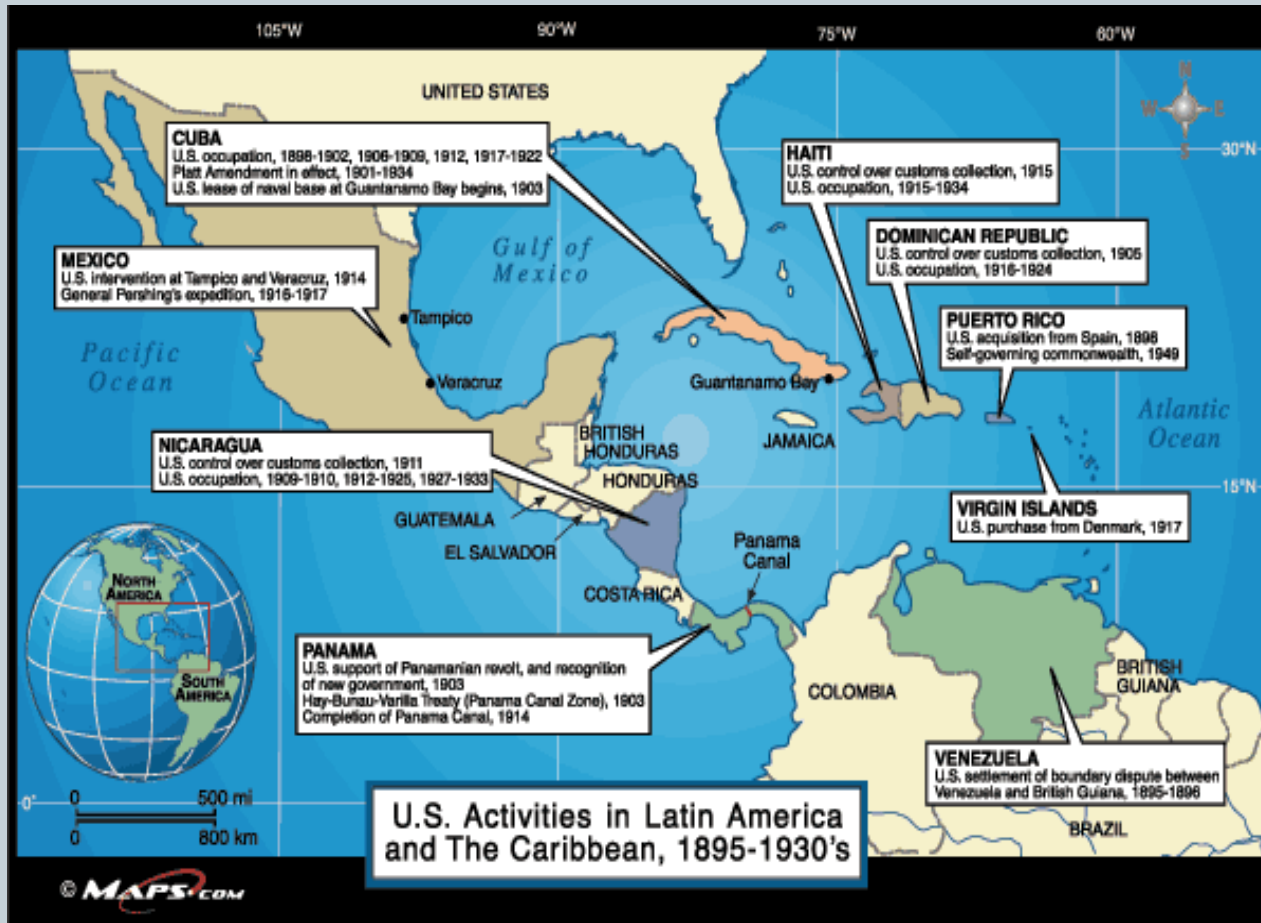 105°W
90°W
75°W
60°W
N
W
E
S
UNITED STATES
CUBA
U.S. occupation, 1898-1902, 1906-1909, 1912, 1917-1922
Platt Amendment in effect, 1901-1934
U.S. lease of naval base at Guantanamo Bay begins, 1903
HAITI
U.S. control over customs collection, 1915
U.S. occupation, 1915-1934
30°N
DOMINICAN REPUBLIC
U.S. control over customs collection, 1905
U.S. occupation, 1916-1924
MEXICO
U.S. intervention at Tampico and Veracruz, 1914
General Pershing's expedition, 1916-1917
Gulf of
Mexico
PUERTO RICO
U.S. acquisition from Spain, 1898
Self-governing commonwealth, 1949
Tampico
Pacific
Ocean
Veracruz
Guantanamo Bay
Atlantic
Ocean
JAMAICA
BRITISH
HONDURAS
NICARAGUA
U.S. control over customs collection, 1911
U.S. occupation, 1909-1910, 1912-1925, 1927-1933
HONDURAS
15°N
GUATEMALA
EL SALVADOR
VIRGIN ISLANDS
U.S. purchase from Denmark, 1917
Panama
Canal
COSTA RICA
NORTH
AMERICA
SOUTH
AMERICA
PANAMA
U.S. support of Panamanian revolt, and recognition
of new government, 1903
Hay-Bunau-Varilla Treaty (Panama Canal Zone), 1903
Completion of Panama Canal, 1914
COLOMBIA
BRITISH
GUIANA
VENEZUELA
U.S. settlement of boundary dispute between
Venezuela and British Guiana, 1895-1896
BRAZIL
0°
0 500 mi
0 800 km
U.S. Activities in Latin America
and The Caribbean, 1895-1930's
© MAPS.COM